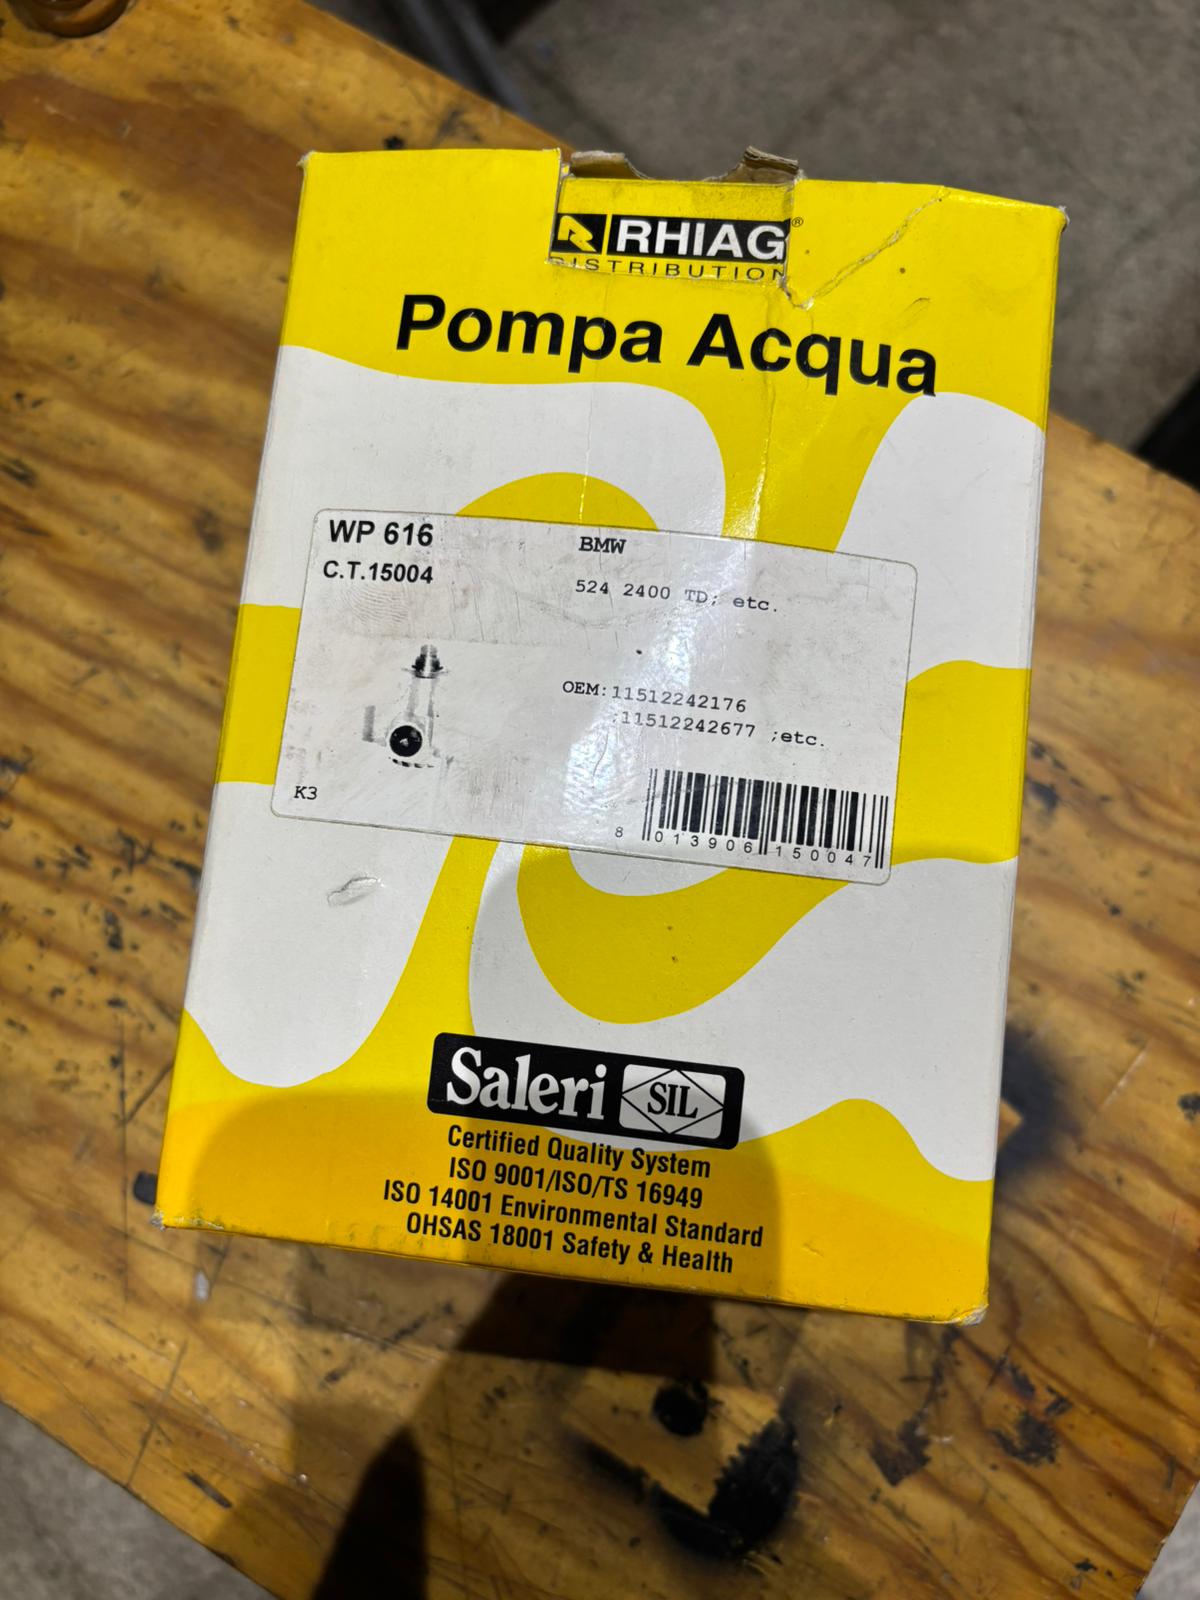 RHIAG®
DISTRIBUTION
Pompa Acqua
WP 616
BMW
C.T.15004
524 2400 TD; etc.
OEM:11512242176
;11512242677 ;etc.
K3
8 013906 150047
Saleri SIL
Certified Quality System
ISO 9001/ISO/TS 16949
ISO 14001 Environmental Standard
OHSAS 18001 Safety & Health